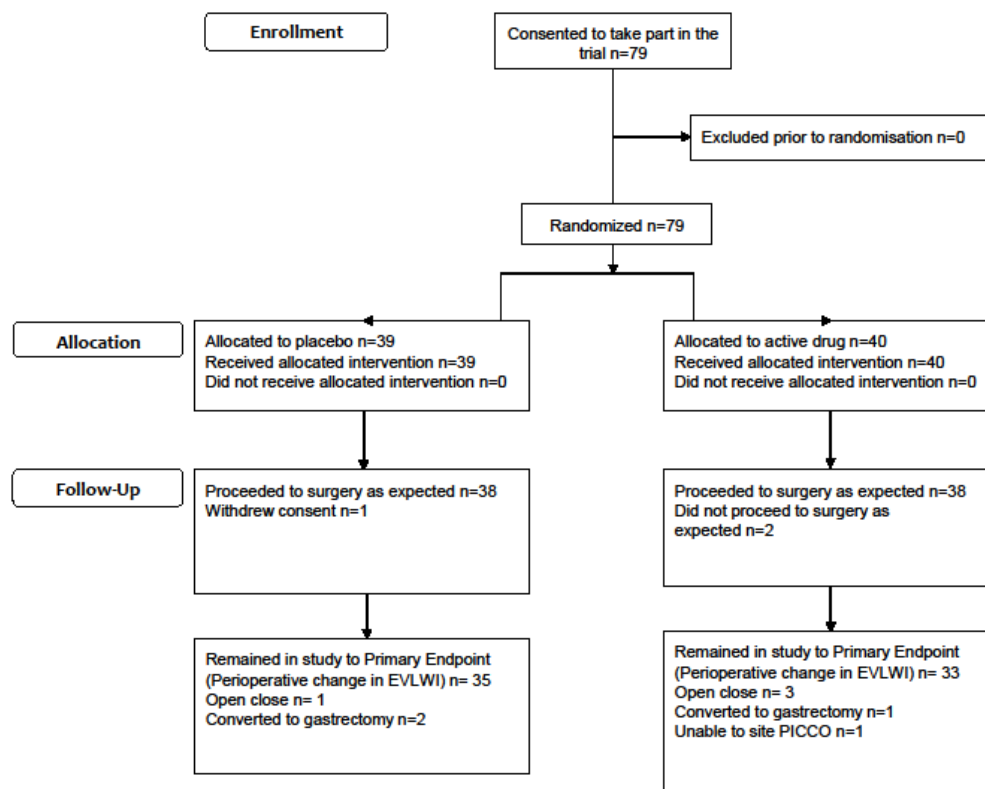 Enrollment
Consented to take part in the
trial n=79
Excluded prior to randomisation n=0
Randomized n=79
Allocation
Allocated to placebo n=39
Received allocated intervention n=39
Did not receive allocated intervention n=0
Allocated to active drug n=40
Received allocated intervention n=40
Did not receive allocated intervention n=0
Follow-Up
Proceeded to surgery as expected n=38
Withdrew consent n=1
Proceeded to surgery as expected n=38
Did not proceed to surgery as
expected n=2
Remained in study to Primary Endpoint
(Perioperative change in EVLWI) n= 35
Open close n= 1
Converted to gastrectomy n=2
Remained in study to Primary Endpoint
(Perioperative change in EVLWI) n= 33
Open close n= 3
Converted to gastrectomy n=1
Unable to site PICCO n=1